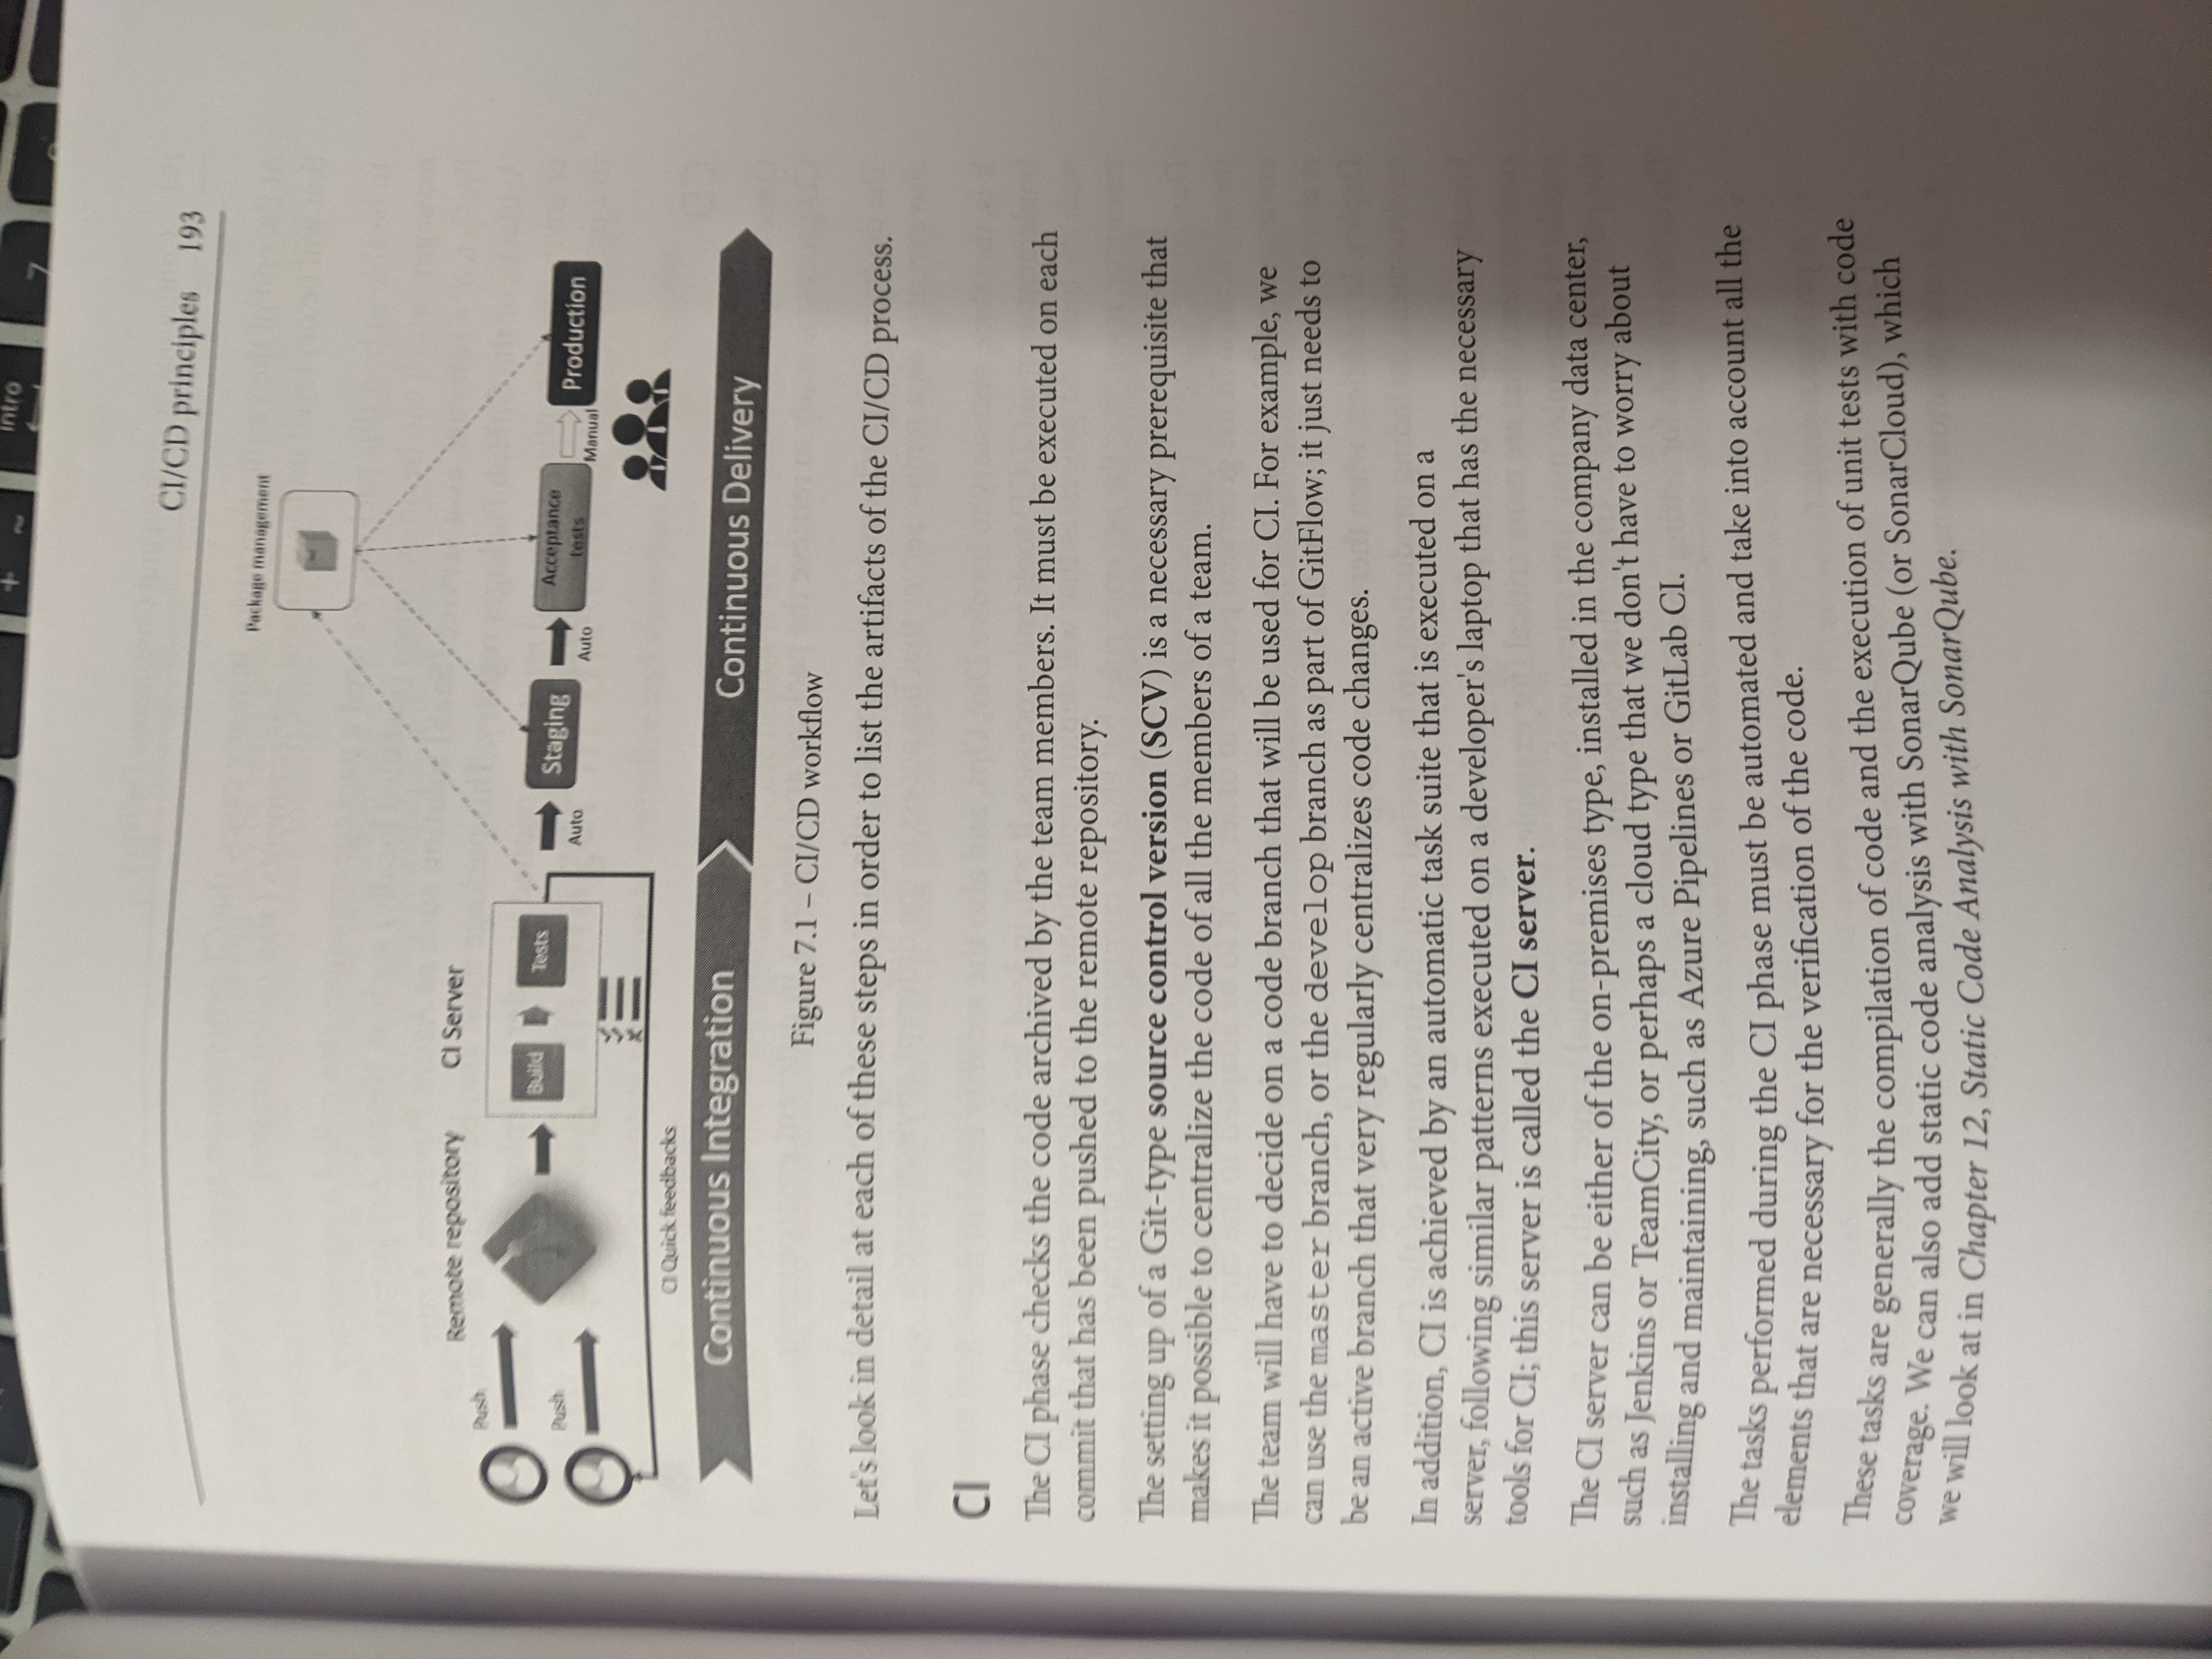 CI/CD principles 193
Package management
Remote repository
CI Server
Push
Push
Build
Tests
Auto
Staging
Auto
Acceptance
tests
Manual
Production
CI Quick feedbacks
Continuous Integration
Continuous Delivery
Figure 7.1 – CI/CD workflow
Let's look in detail at each of these steps in order to list the artifacts of the CI/CD process.
CI
The CI phase checks the code archived by the team members. It must be executed on each
commit that has been pushed to the remote repository.
The setting up of a Git-type source control version (SCV) is a necessary prerequisite that
makes it possible to centralize the code of all the members of a team.
The team will have to decide on a code branch that will be used for CI. For example, we
can use the master branch, or the develop branch as part of GitFlow; it just needs to
be an active branch that very regularly centralizes code changes.
In addition, CI is achieved by an automatic task suite that is executed on a
server, following similar patterns executed on a developer's laptop that has the necessary
tools for CI; this server is called the CI server.
The CI server can be either of the on-premises type, installed in the company data center,
such as Jenkins or TeamCity, or perhaps a cloud type that we don't have to worry about
installing and maintaining, such as Azure Pipelines or GitLab CI.
The tasks performed during the CI phase must be automated and take into account all the
elements that are necessary for the verification of the code.
These tasks are generally the compilation of code and the execution of unit tests with code
coverage. We can also add static code analysis with SonarQube (or SonarCloud), which
we will look at in Chapter 12, Static Code Analysis with SonarQube.
Intro
+
~
7